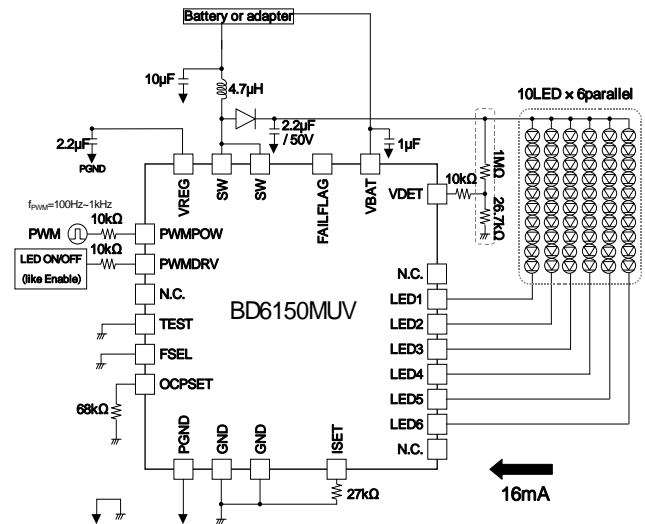 Battery or adapter
10µF
4.7µH
10LED × 6parallel
2.2µF
/ 50V
2.2µF
1µF
PGND
1MΩ
10kΩ
26.7kΩ
VREG
SW
SW
FAILFLAG
VBAT
VDET
fPWM=100Hz~1kHz
10kΩ
PWM
PWMPOW
10kΩ
LED ON/OFF
(like Enable)
PWMDRV
N.C.
N.C.
BD6150MUV
LED1
TEST
LED2
FSEL
LED3
OCPSET
LED4
68kΩ
LED5
LED6
N.C.
PGND
GND
GND
ISET
27kΩ
16mA